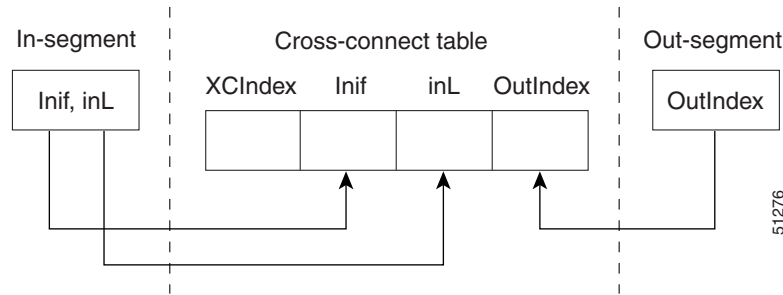 In-segment
Cross-connect table
Out-segment
XCIndex Inif inL OutIndex
Inif, inL
OutIndex
51276